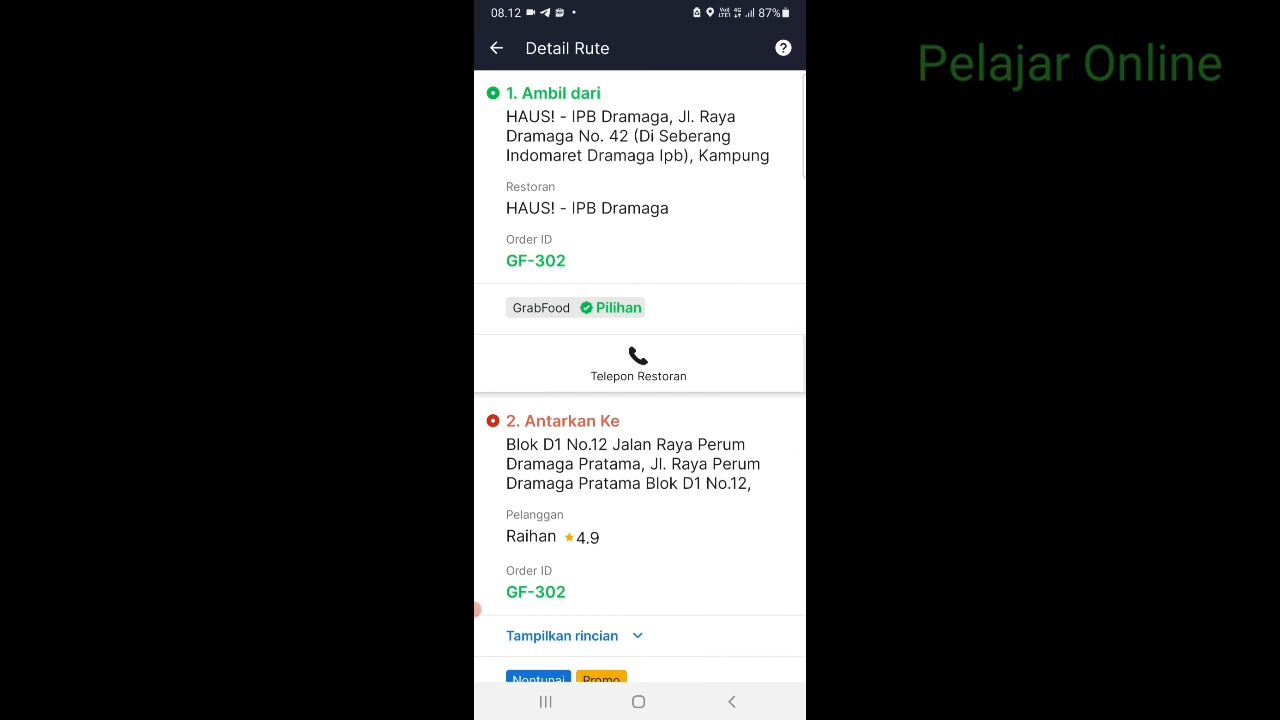 08.12
87%
Pelajar Online
Detail Rute
1. Ambil dari
HAUS! - IPB Dramaga, Jl. Raya
Dramaga No. 42 (Di Seberang
Indomaret Dramaga Ipb), Kampung
Restoran
HAUS! - IPB Dramaga
Order ID
GF-302
GrabFood Pilihan
Telepon Restoran
2. Antarkan Ke
Blok D1 No.12 Jalan Raya Perum
Dramaga Pratama, Jl. Raya Perum
Dramaga Pratama Blok D1 No.12,
Pelanggan
Raihan 4.9
Order ID
GF-302
Tampilkan rincian
Nontunai Promo